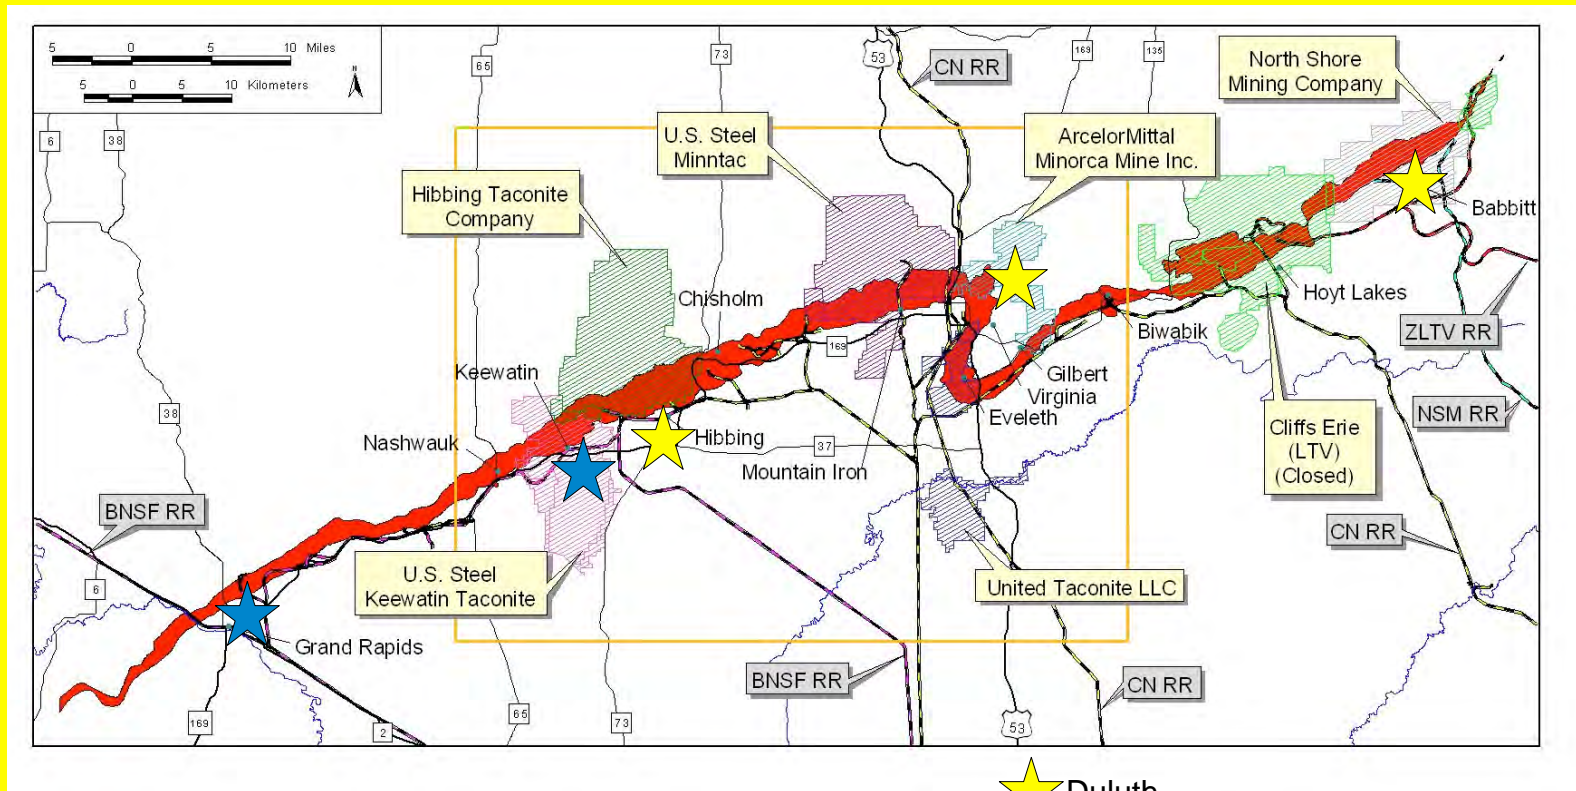 5 0 5 10 Miles
5 0 5 10 Kilometers
N
6
38
65
73
53
CN RR
169
135
North Shore
Mining Company
U.S. Steel
Minntac
ArcelorMittal
Minorca Mine Inc.
Hibbing Taconite
Company
Babbitt
Chisholm
Hoyt Lakes
Biwabik
ZLTV RR
169
Keewatin
Gilbert
Virginia
Eveleth
NSM RR
38
Nashwauk
Hibbing
37
Mountain Iron
Cliffs Erie
(LTV)
(Closed)
BNSF RR
CN RR
6
U.S. Steel
Keewatin Taconite
United Taconite LLC
Grand Rapids
BNSF RR
CN RR
169
2
65
73
53
Duluth